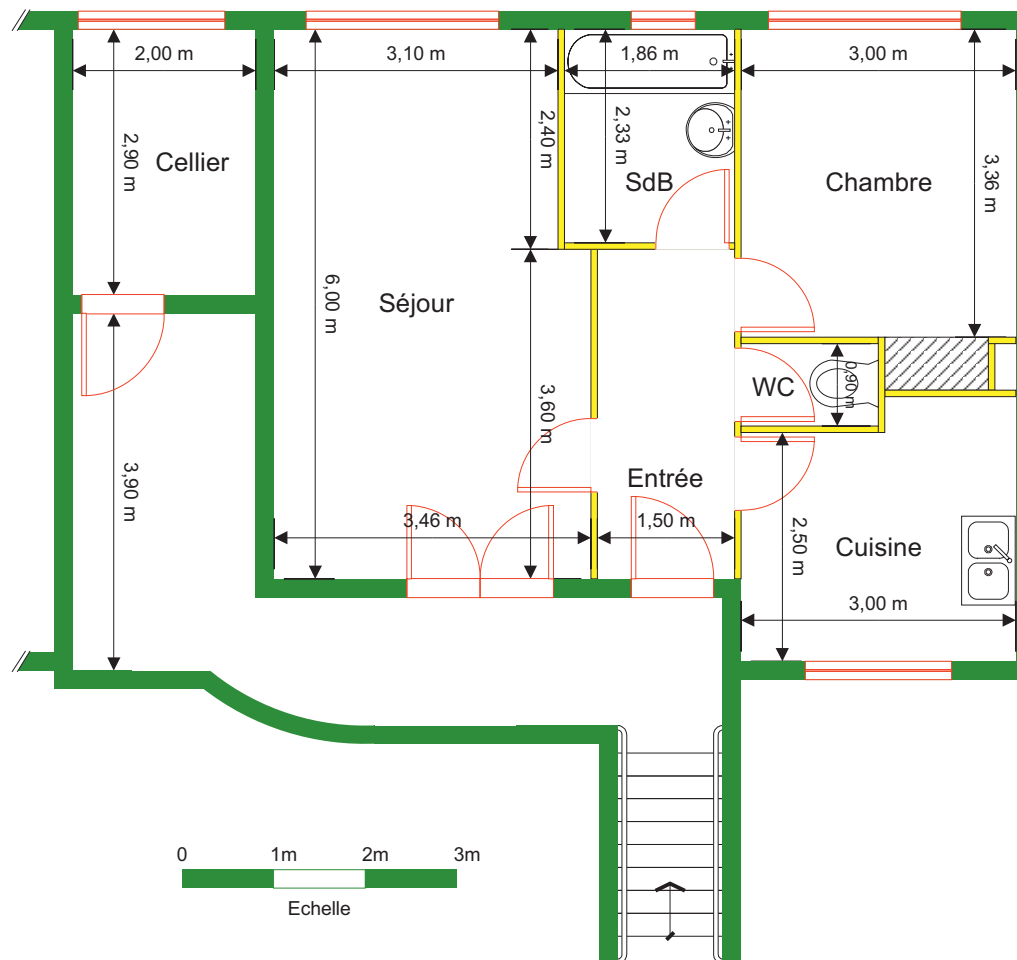 2,00 m
3,10 m
1,86 m
3,00 m
2,90 m
2,40 m
2,33 m
3,36 m
Cellier
SdB
Chambre
6,00 m
Séjour
WC
0,90 m
3,60 m
3,90 m
Entrée
3,46 m
1,50 m
2,50 m
Cuisine
3,00 m
0 1m 2m 3m
Echelle